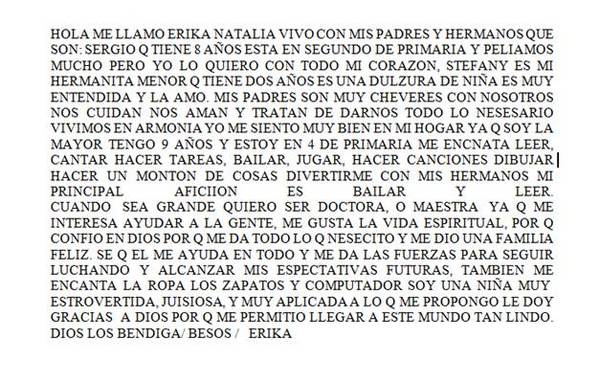 HOLA ME LLAMO ERIKA NATALIA VIVO CON MIS PADRES Y HERMANOS QUE
SON: SERGIO Q TIENE 8 AÑOS ESTA EN SEGUNDO DE PRIMARIA Y PELIAMOS
MUCHO PERO YO LO QUIERO CON TODO MI CORAZON, STEFANY ES MI
HERMANITA MENOR Q TIENE DOS AÑOS ES UNA DULZURA DE NIÑA ES MUY
ENTENDIDA Y LA AMO. MIS PADRES SON MUY CHEVERES CON NOSOTROS
NOS CUIDAN NOS AMAN Y TRATAN DE DARNOS TODO LO NESESARIO
VIVIMOS EN ARMONIA YO ME SIENTO MUY BIEN EN MI HOGAR YA Q SOY LA
MAYOR TENGO 9 AÑOS Y ESTOY EN 4 DE PRIMARIA ME ENCNATA LEER,
CANTAR HACER TAREAS, BAILAR, JUGAR, HACER CANCIONES DIBUJAR
HACER UN MONTON DE COSAS DIVERTIRME CON MIS HERMANOS MI
PRINCIPAL AFICIION ES BAILAR Y LEER.
CUANDO SEA GRANDE QUIERO SER DOCTORA, O MAESTRA YA Q ME
INTERESA AYUDAR A LA GENTE, ME GUSTA LA VIDA ESPIRITUAL, POR Q
CONFIO EN DIOS POR Q ME DA TODO LO Q NESECITO Y ME DIO UNA FAMILIA
FELIZ. SE Q EL ME AYUDA EN TODO Y ME DA LAS FUERZAS PARA SEGUIR
LUCHANDO Y ALCANZAR MIS ESPECTATIVAS FUTURAS, TAMBIEN ME
ENCANTA LA ROPA LOS ZAPATOS Y COMPUTADOR SOY UNA NIÑA MUY
ESTROVERTIDA, JUISIOSA, Y MUY APLICADA A LO Q ME PROPONGO LE DOY
GRACIAS A DIOS POR Q ME PERMITIO LLEGAR A ESTE MUNDO TAN LINDO.
DIOS LOS BENDIGA/ BESOS / ERIKA